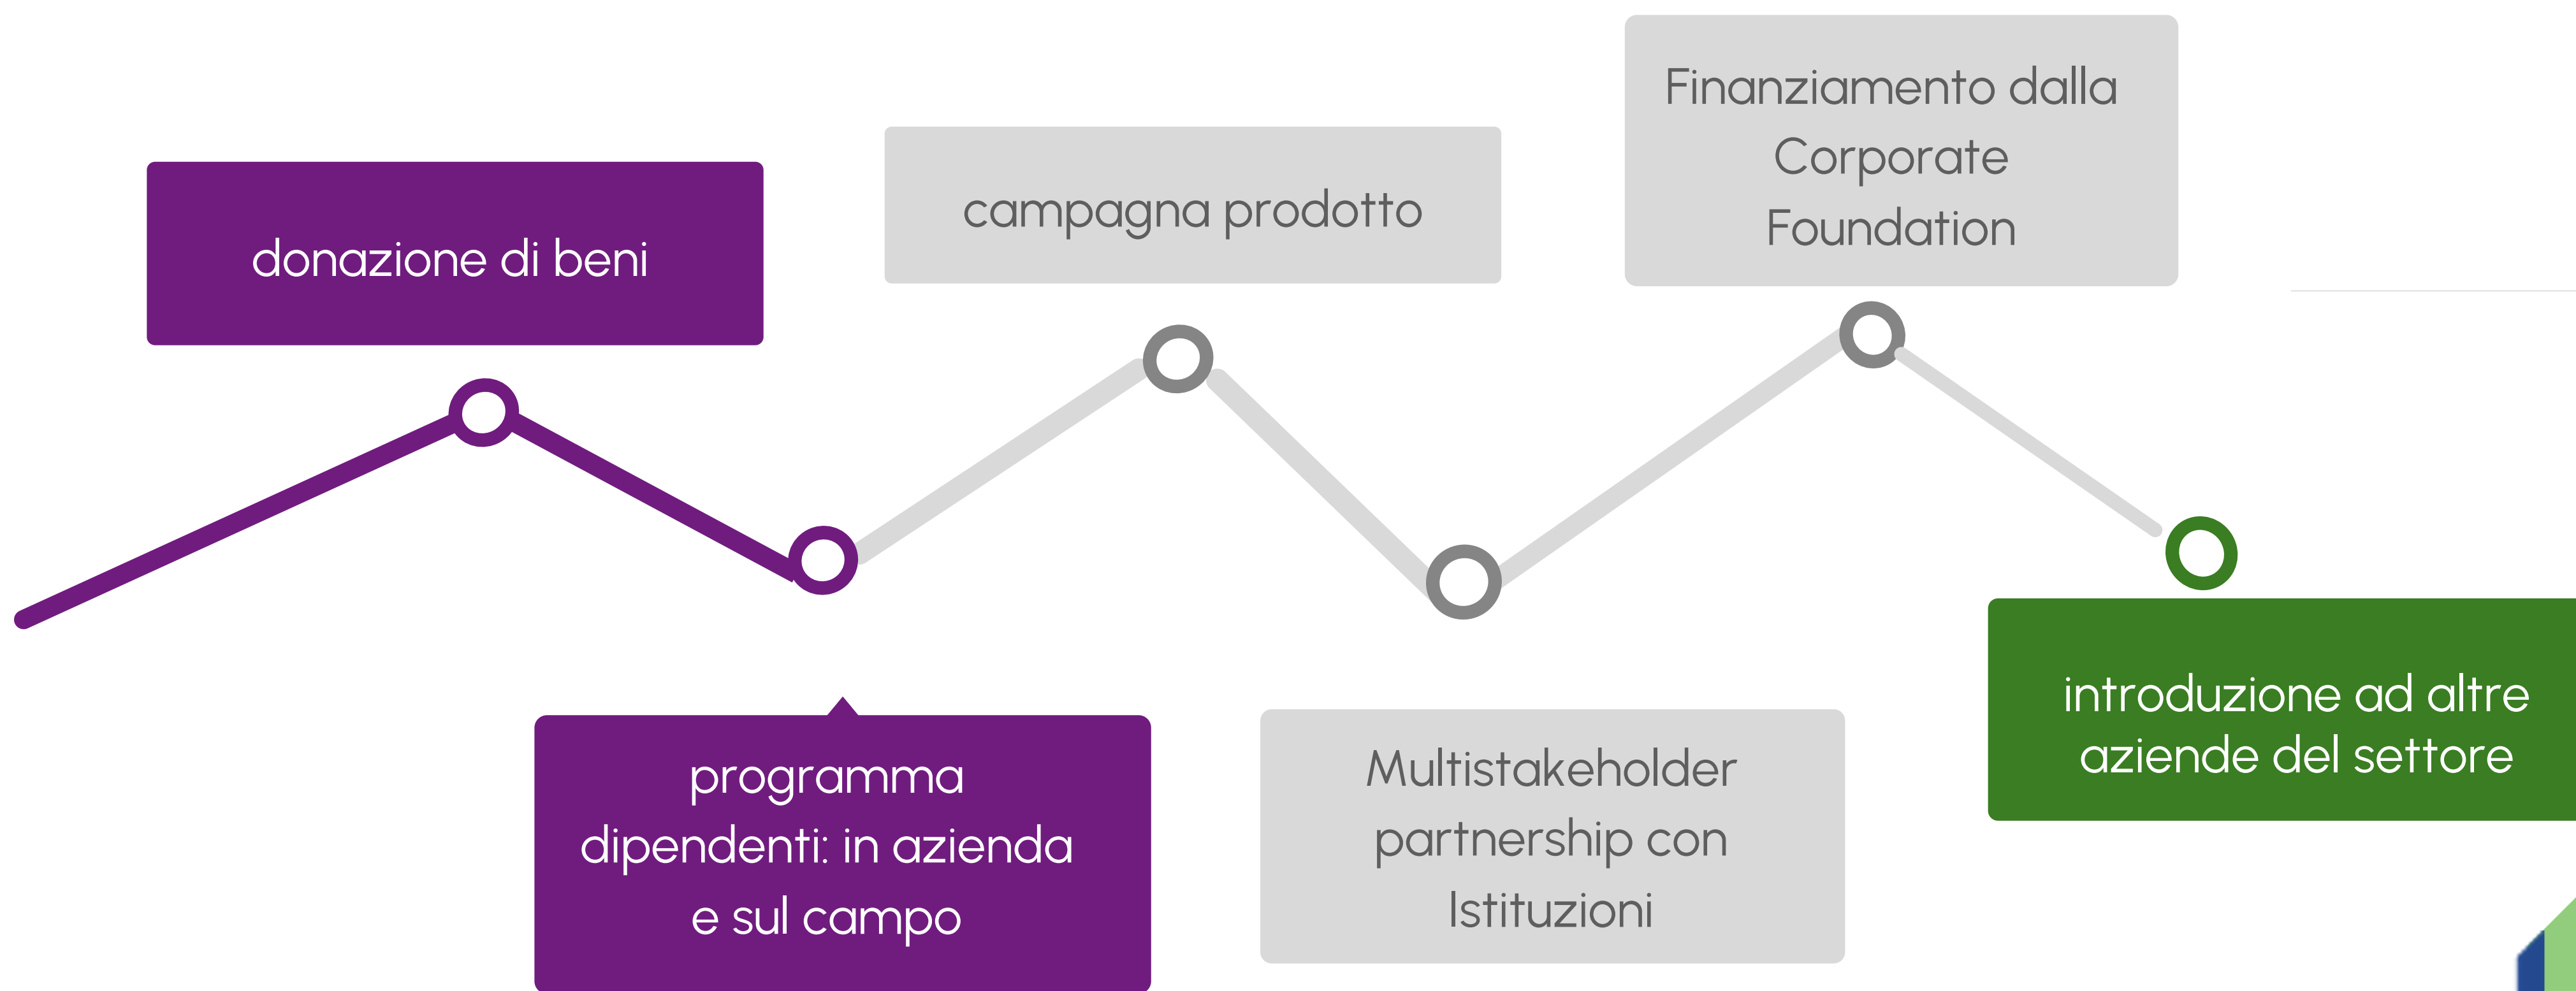 donazione di beni
programma
dipendenti: in azienda
e sul campo
campagna prodotto
Multistakeholder
partnership con
Istituzioni
Finanziamento dalla
Corporate
Foundation
introduzione ad altre
aziende del settore